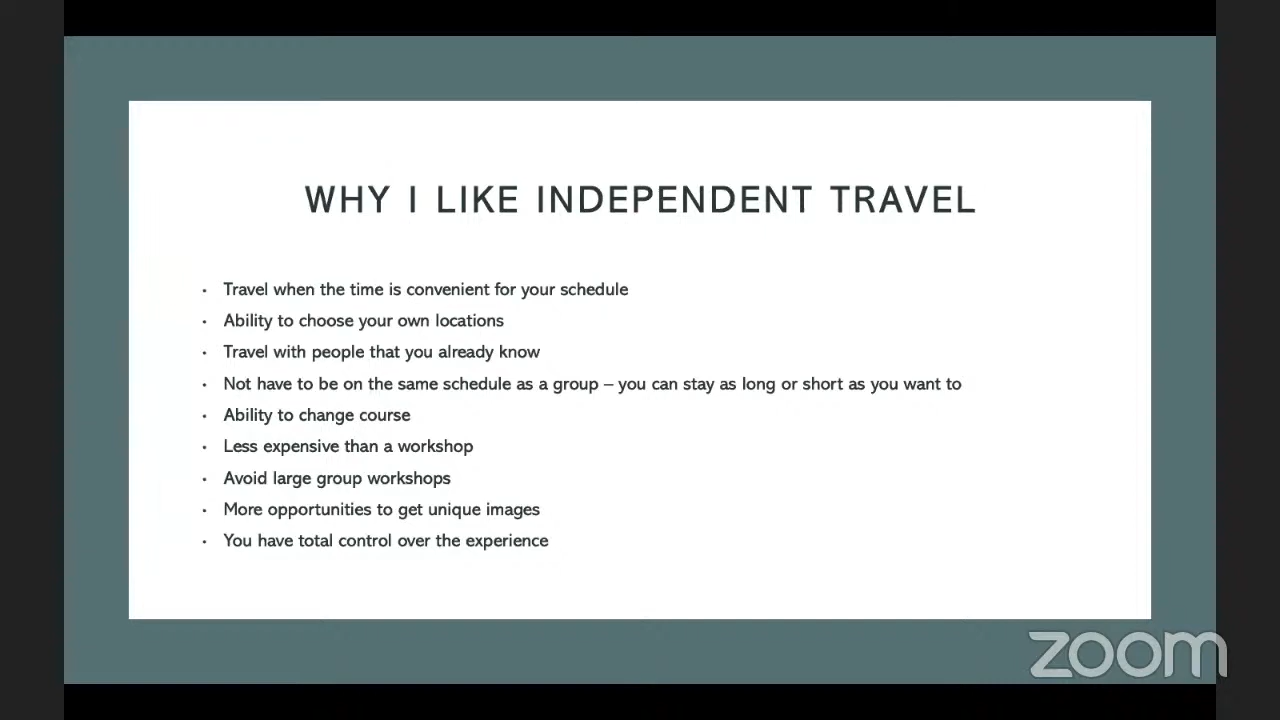 WHY I LIKE INDEPENDENT TRAVEL
• Travel when the time is convenient for your schedule
• Ability to choose your own locations
• Travel with people that you already know
• Not have to be on the same schedule as a group – you can stay as long or short as you want to
• Ability to change course
• Less expensive than a workshop
• Avoid large group workshops
• More opportunities to get unique images
• You have total control over the experience
zoom